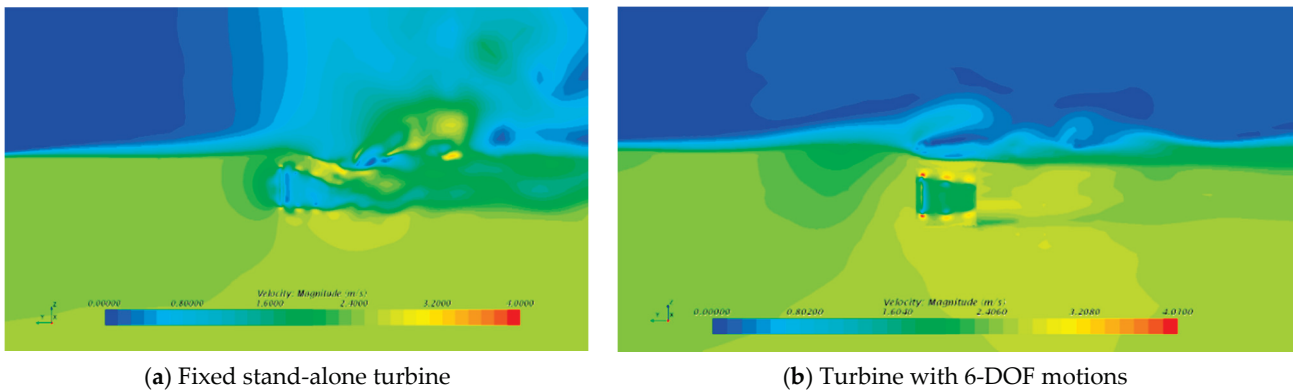 Velocity: Magnitude (m/s)
0.00000 0.80000 1.6000 2.4000 3.2000 4.0000
Z
Y X
(a) Fixed stand-alone turbine
Velocity: Magnitude (m/s)
0.00000 0.80200 1.6040 2.4060 3.2080 4.0100
Y X
(b) Turbine with 6-DOF motions